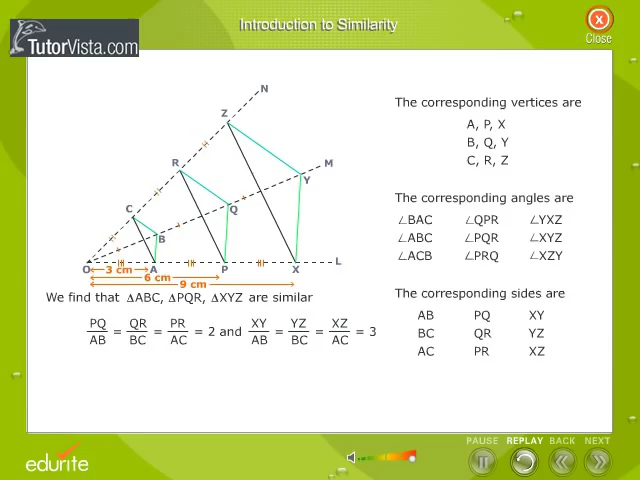 Introduction to Similarity
Close
TutorVista.com
N
Z
M
R
Y
C
Q
B
O
A
P
X
L
3 cm
6 cm
9 cm
We find that ΔABC, ΔPQR, ΔXYZ are similar
PQ/AB = QR/BC = PR/AC = 2 and XY/AB = YZ/BC = XZ/AC = 3
The corresponding vertices are
A, P, X
B, Q, Y
C, R, Z
The corresponding angles are
∠BAC ∠QPR ∠YXZ
∠ABC ∠PQR ∠XYZ
∠ACB ∠PRQ ∠XZY
The corresponding sides are
AB PQ XY
BC QR YZ
AC PR XZ
PAUSE REPLAY BACK NEXT
edurite